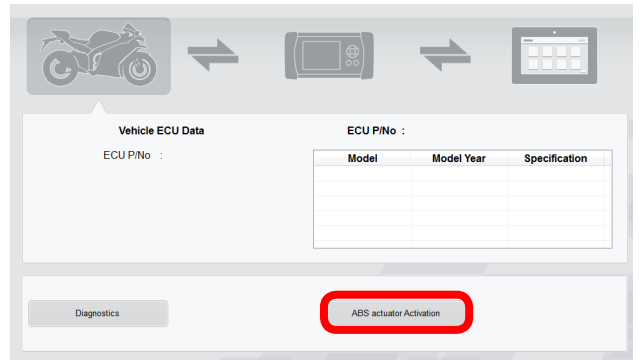 Vehicle ECU Data
ECU P/No :
ECU P/No :
Model Model Year Specification
Diagnostics
ABS actuator Activation